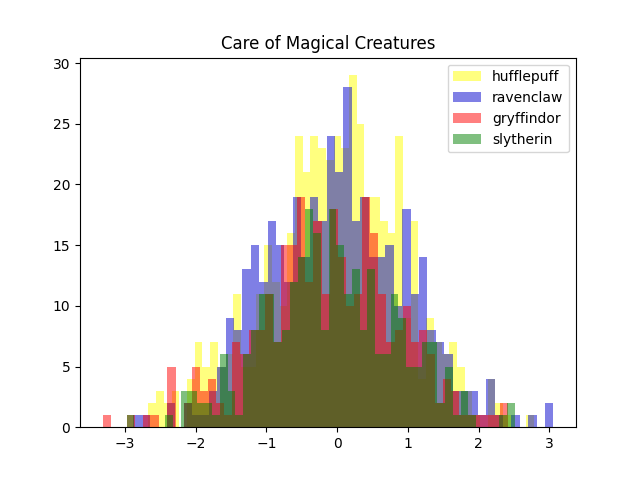 Care of Magical Creatures
30
25
20
15
10
5
0
−3 −2 −1 0 1 2 3
hufflepuff
ravenclaw
gryffindor
slytherin